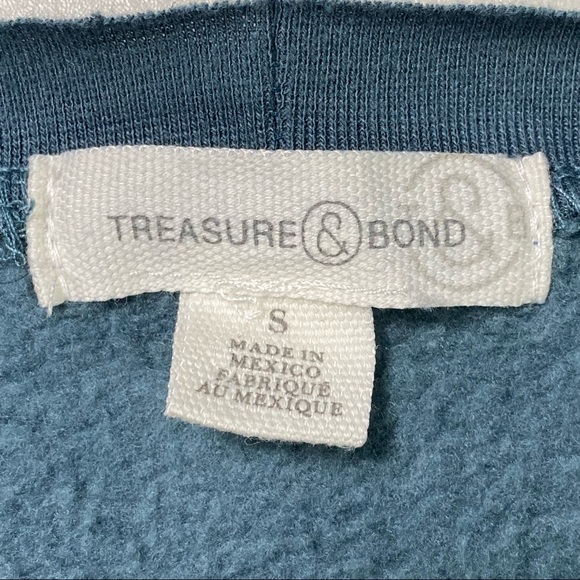 TREASURE & BOND
&
S
MADE IN
MEXICO
FABRIQUÉ
AU MEXIQUE